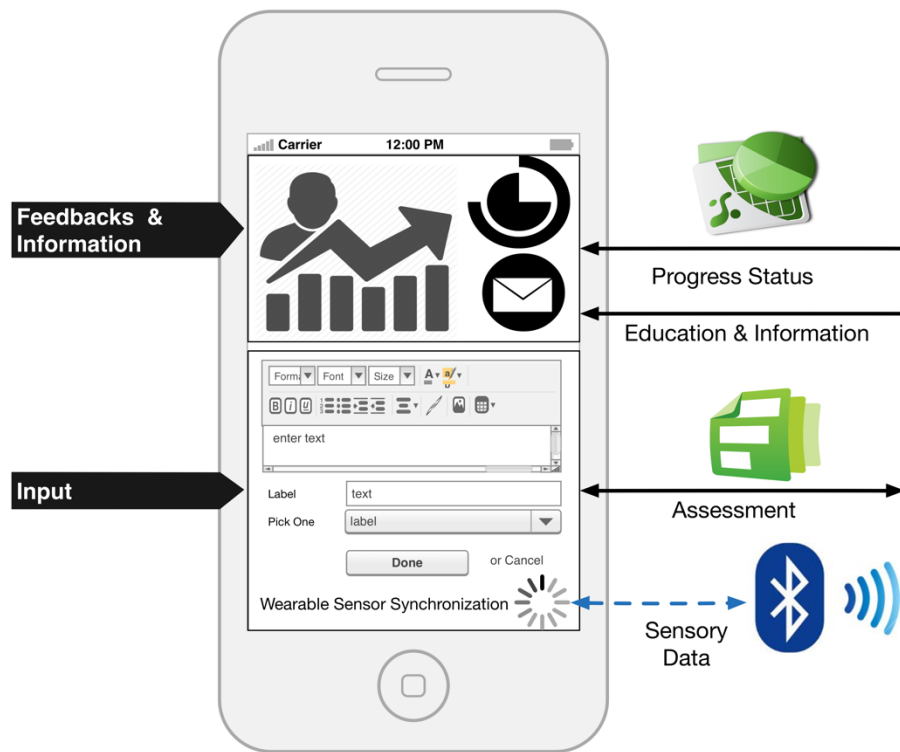 Carrier 12:00 PM
Feedbacks &
Information
Progress Status
Education & Information
Forma Font Size A a/
B i U
enter text
Input
Label text
Pick One label
Assessment
Done or Cancel
Wearable Sensor Synchronization
Sensory
Data